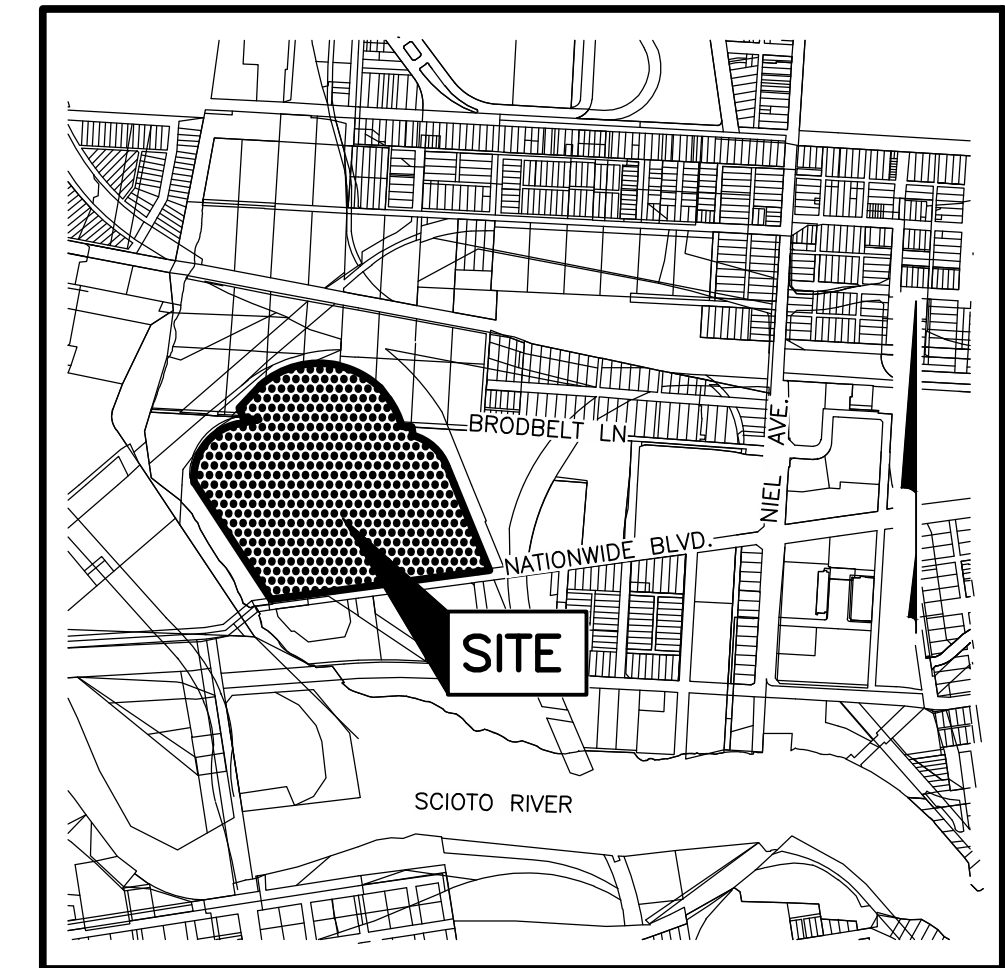 BRODBELT LN
NIEL AVE.
NATIONWIDE BLVD.
SITE
SCIOTO RIVER